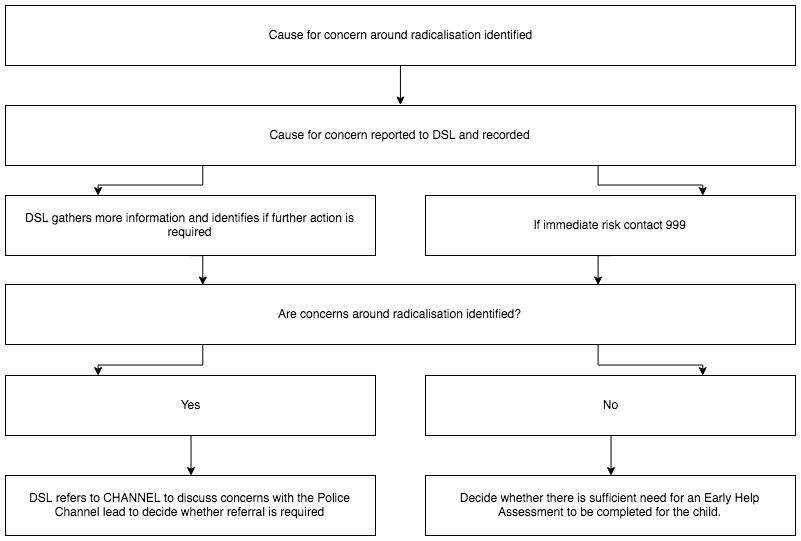 Cause for concern around radicalisation identified
Cause for concern reported to DSL and recorded
DSL gathers more information and identifies if further action is
required
If immediate risk contact 999
Are concerns around radicalisation identified?
Yes
No
DSL refers to CHANNEL to discuss concerns with the Police
Channel lead to decide whether referral is required
Decide whether there is sufficient need for an Early Help
Assessment to be completed for the child.